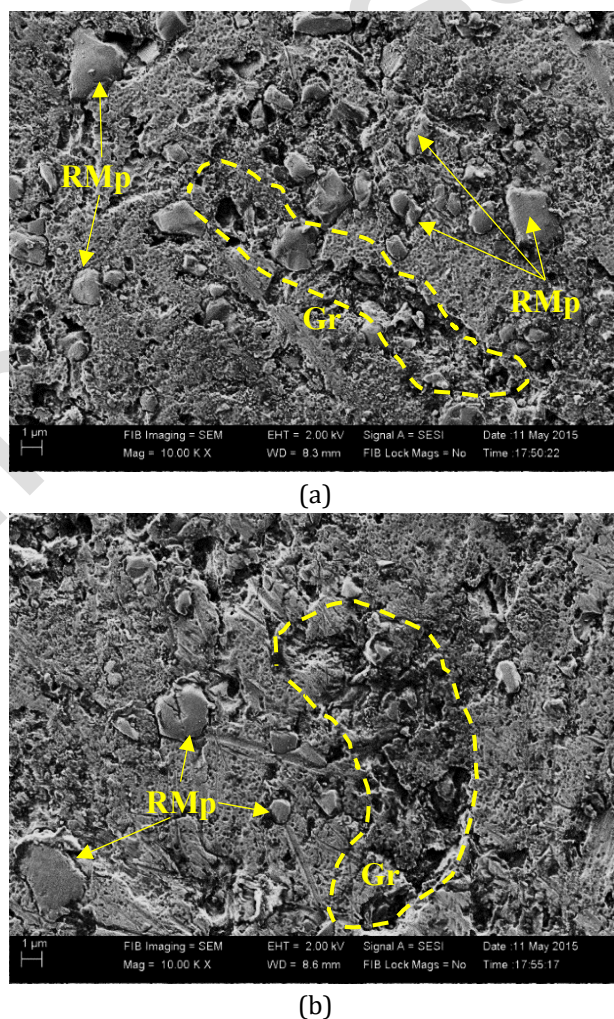 RMp
RMp
Gr
1 µm
FIB Imaging = SEM
EHT = 2.00 kV
Signal A = SESI
Date :11 May 2015
Mag = 10.00 K X
WD = 8.3 mm
FIB Lock Mags = No
Time :17:50:22
(a)
RMp
Gr
1 µm
FIB Imaging = SEM
EHT = 2.00 kV
Signal A = SESI
Date :11 May 2015
Mag = 10.00 K X
WD = 8.6 mm
FIB Lock Mags = No
Time :17:55:17
(b)